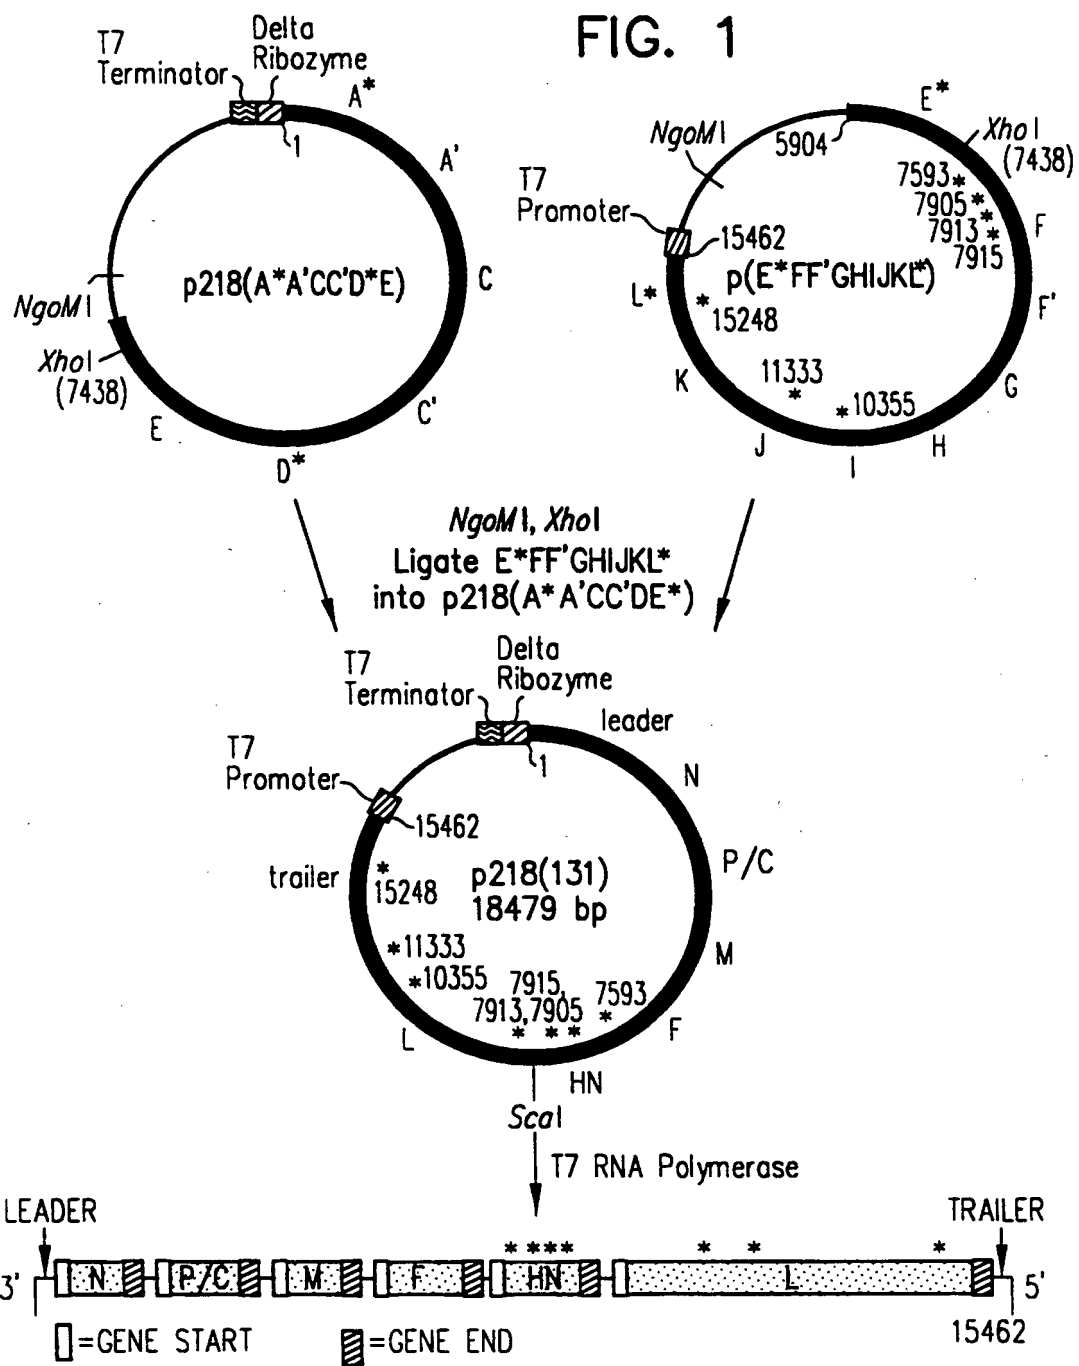 FIG. 1
T7
Terminator
Delta
Ribozyme
A*
1
A'
C
C'
D*
E
XhoI
(7438)
NgoMI
p218(A*A'CC'D*E)
E*
5904
XhoI
(7438)
NgoMI
T7
Promoter
15462
7593 *
7905 *
7913 *
7915
*
F
F'
G
H
I
J
K
L*
p(E*FF'GHIJKL*)
*
15248
11333
*
*10355
NgoMI, XhoI
Ligate E*FF'GHIJKL*
into p218(A*A'CC'DE*)
T7
Terminator
Delta
Ribozyme
leader
1
T7
Promoter
15462
N
P/C
M
F
HN
L
trailer
*
15248
p218(131)
18479 bp
*11333
*10355
7915,
7913,7905
7593
* * * *
ScaI
T7 RNA Polymerase
LEADER
TRAILER
* * * * * * *
3' N P/C M F HN L 5'
15462
=GENE START
=GENE END